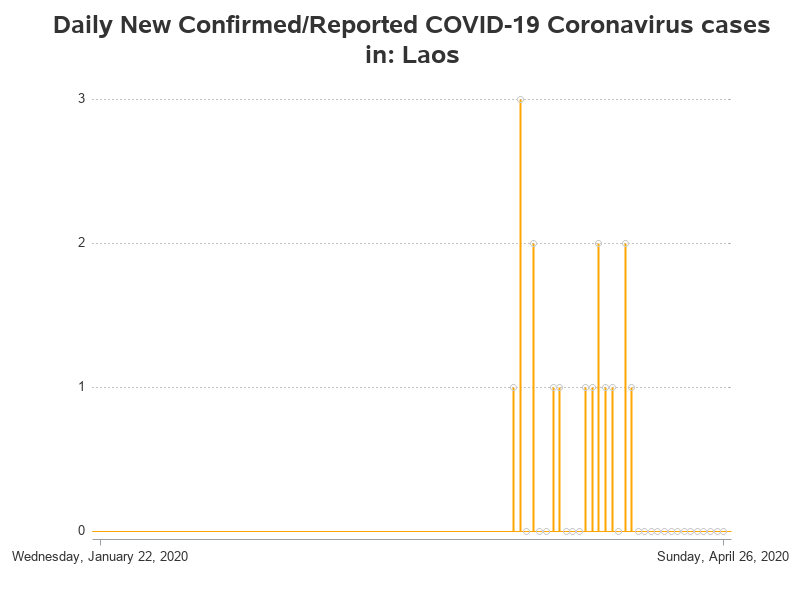 Daily New Confirmed/Reported COVID-19 Coronavirus cases
in: Laos
3
2
1
0
Wednesday, January 22, 2020 Sunday, April 26, 2020